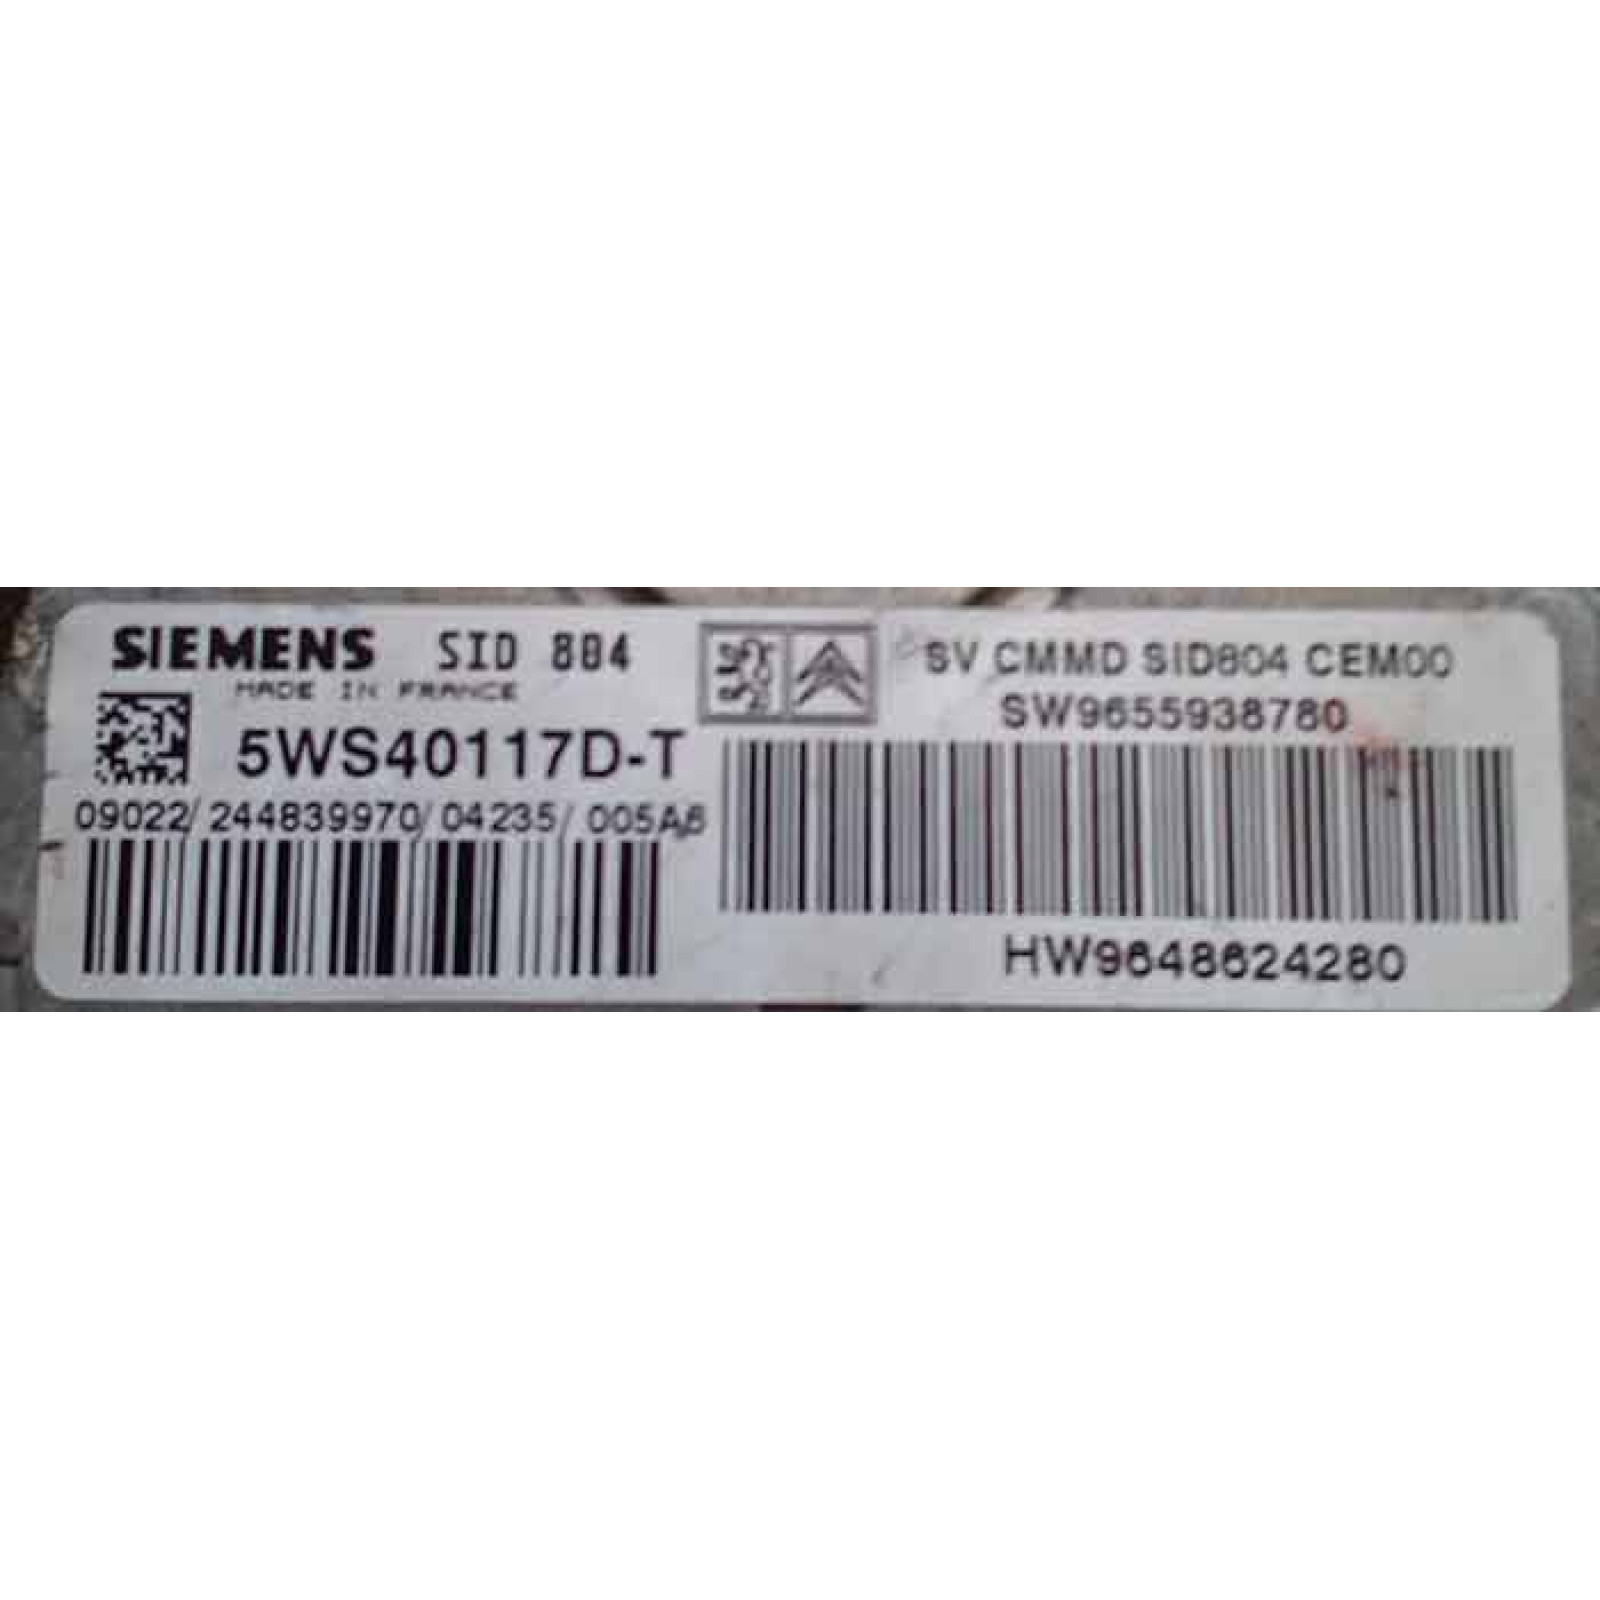 SIEMENS SID 804
MADE IN FRANCE
5WS40117D-T
09022/ 244839970/ 04235/ 005A6
SV CMMD SID804 CEM00
SW9655938780
HW9648624280